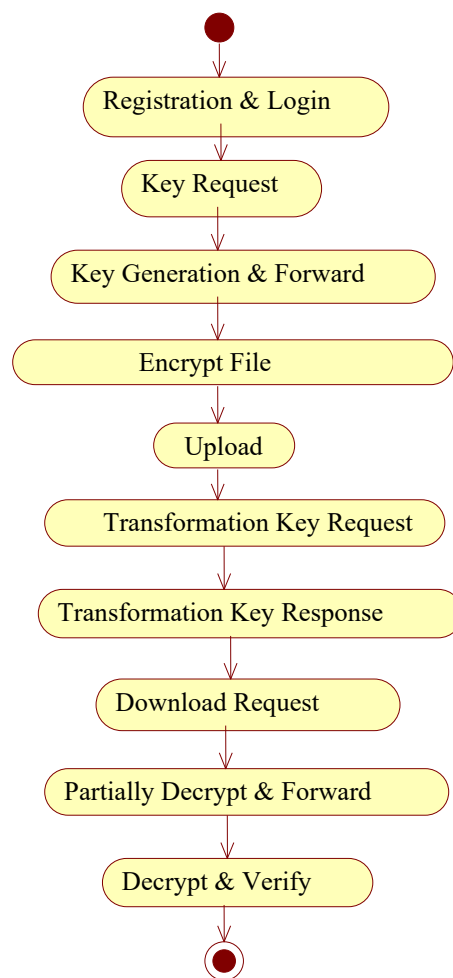 Registration & Login
Key Request
Key Generation & Forward
Encrypt File
Upload
Transformation Key Request
Transformation Key Response
Download Request
Partially Decrypt & Forward
Decrypt & Verify